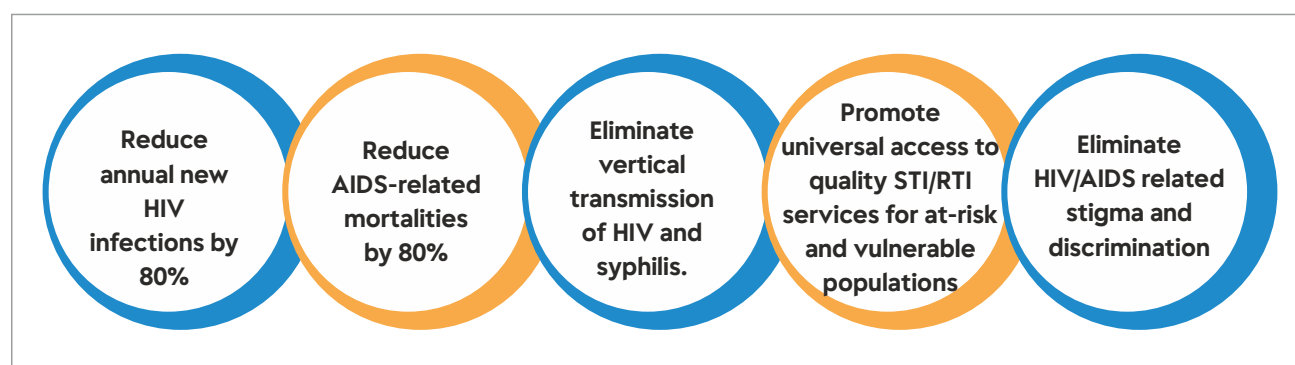 Reduce
annual new
HIV
infections by
80%
Reduce
AIDS-related
mortalities
by 80%
Eliminate
vertical
transmission
of HIV and
syphilis.
Promote
universal access to
quality STI/RTI
services for at-risk
and vulnerable
populations
Eliminate
HIV/AIDS related
stigma and
discrimination